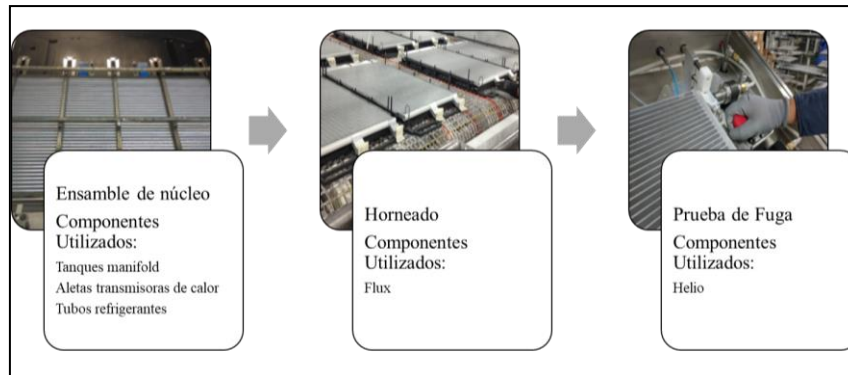 Ensamble de núcleo
Componentes
Utilizados:
Tanques manifold
Aletas transmisoras de calor
Tubos refrigerantes
Horneado
Componentes
Utilizados:
Flux
Prueba de Fuga
Componentes
Utilizados:
Helio